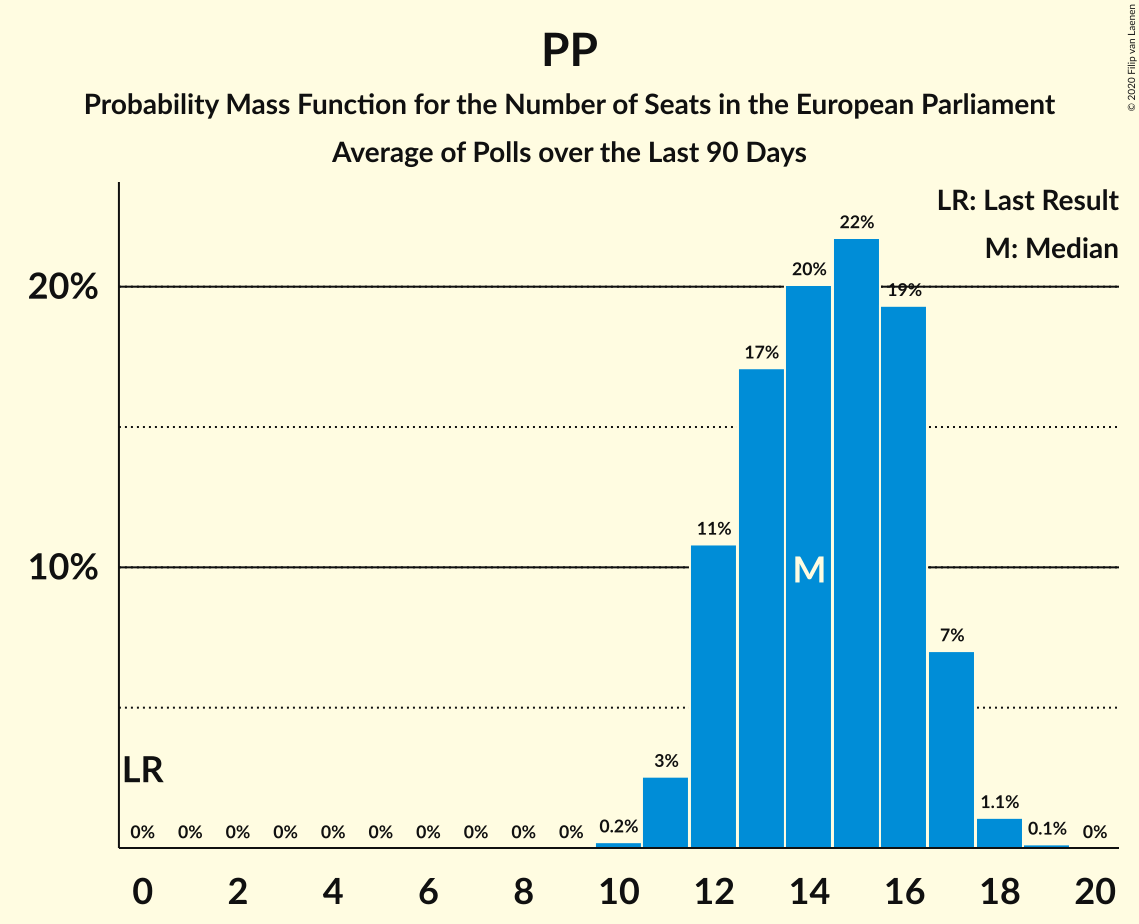 PP
Probability Mass Function for the Number of Seats in the European Parliament
Average of Polls over the Last 90 Days
© 2020 Filip van Laenen
LR: Last Result
M: Median
20%
10%
22%
20%
19%
17%
11%
M
7%
3%
LR
1.1%
0% 0% 0% 0% 0% 0% 0% 0% 0% 0% 0.2% 0.1% 0%
0 2 4 6 8 10 12 14 16 18 20